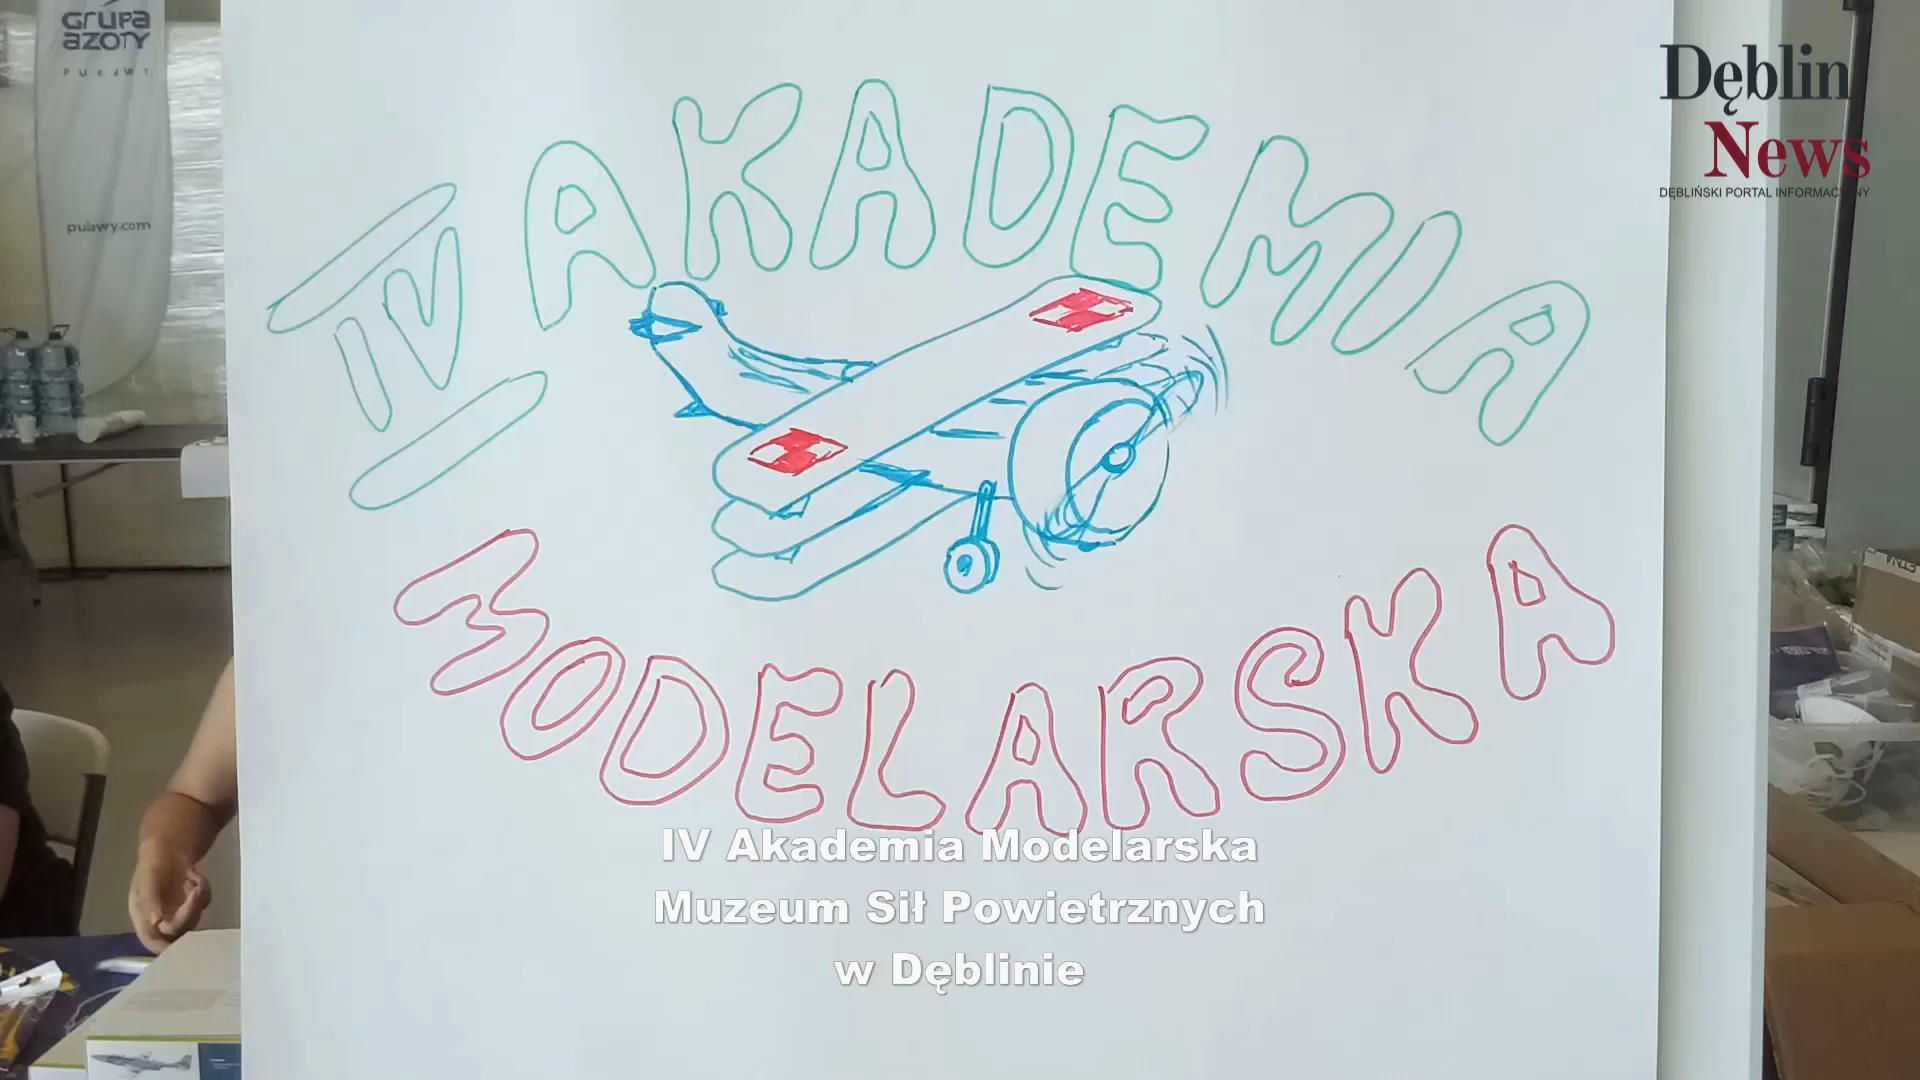 GRUPA
AZOTY
PUŁAWY
pulawy.com
Dęblin
News
DĘBLIŃSKI PORTAL INFORMACYJNY
IV AKADEMIA
MODELARSKA
IV Akademia Modelarska
Muzeum Sił Powietrznych
w Dęblinie